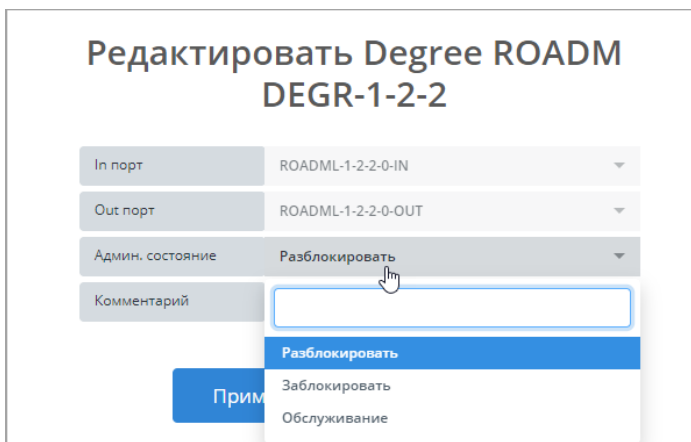 Редактировать Degree ROADM
DEGR-1-2-2
In порт
ROADML-1-2-2-0-IN
Out порт
ROADML-1-2-2-0-OUT
Админ. состояние
Разблокировать
Комментарий
Разблокировать
Заблокировать
Прим
Обслуживание